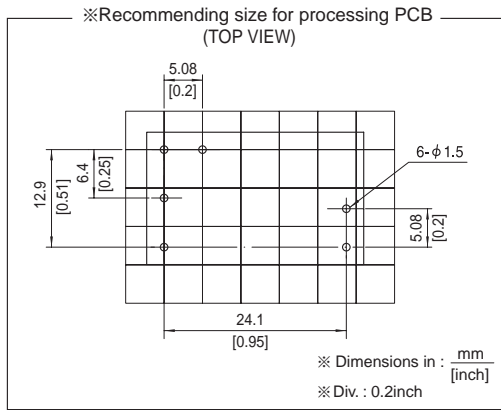 ※Recommending size for processing PCB
(TOP VIEW)
5.08
[0.2]
6-φ1.5
12.9
[0.51]
6.4
[0.25]
5.08
[0.2]
24.1
[0.95]
※ Dimensions in : mm
[inch]
※Div. : 0.2inch